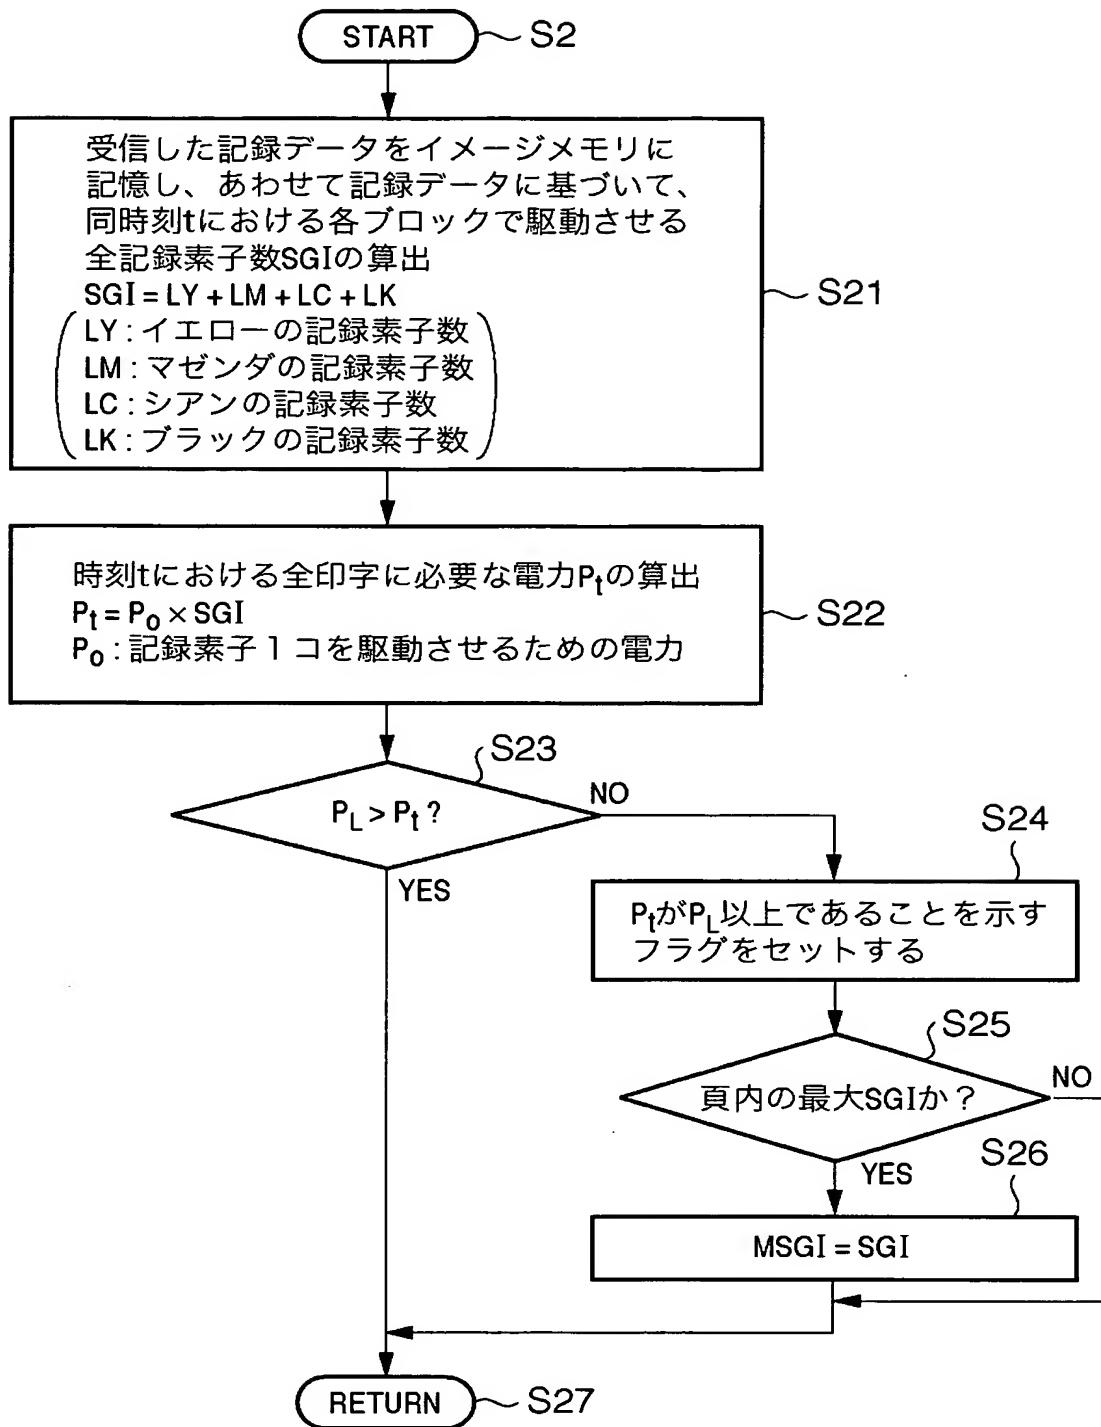 START
S2
受信した記録データをイメージメモリに
記憶し、あわせて記録データに基づいて、
同時刻tにおける各ブロックで駆動させる
全記録素子数SGIの算出
SGI = LY + LM + LC + LK
LY : イエローの記録素子数
LM : マゼンダの記録素子数
LC : シアンの記録素子数
LK : ブラックの記録素子数
S21
時刻tにおける全印字に必要な電力Ptの算出
Pt = Po × SGI
Po : 記録素子1コを駆動させるための電力
S22
S23
PL > Pt ?
NO
YES
S24
PtがPL以上であることを示す
フラグをセットする
S25
頁内の最大SGIか？
NO
YES
S26
MSGI = SGI
RETURN
S27